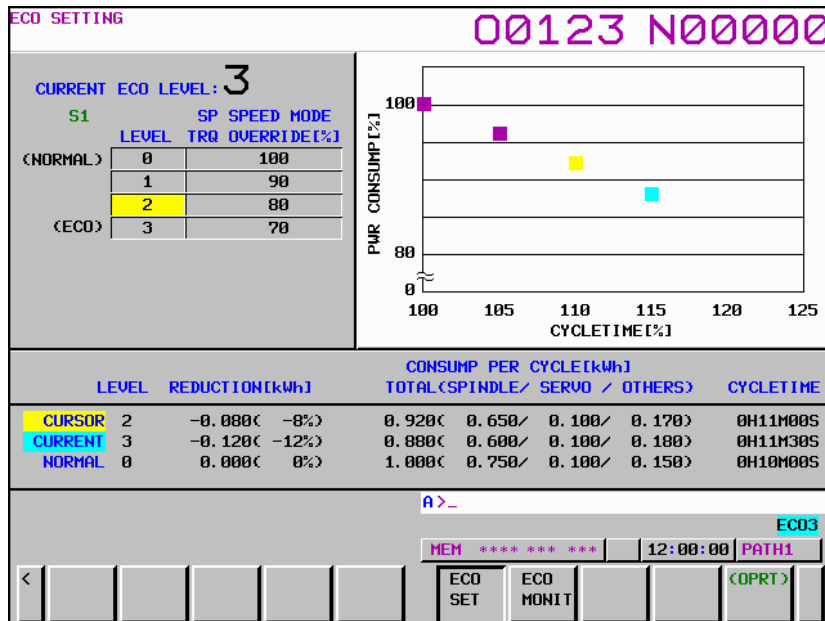 ECO SETTING O0123 N00000
CURRENT ECO LEVEL: 3
S1 SP SPEED MODE
LEVEL TRQ OVERRIDE[%]
(NORMAL) 0 100
1 90
2 80
(ECO) 3 70
PWR CONSUMP[%]
100
80
0
100 105 110 115 120 125
CYCLETIME[%]
CONSUMP PER CYCLE[kWh]
LEVEL REDUCTION[kWh] TOTAL(SPINDLE/ SERVO / OTHERS) CYCLETIME
CURSOR 2 -0.080( -8%) 0.920( 0.650/ 0.100/ 0.170) 0H11M00S
CURRENT 3 -0.120( -12%) 0.880( 0.600/ 0.100/ 0.180) 0H11M30S
NORMAL 0 0.000( 0%) 1.000( 0.750/ 0.100/ 0.150) 0H10M00S
A>_
ECO3
MEM **** *** *** 12:00:00 PATH1
< ECO SET ECO MONIT (OPRT)